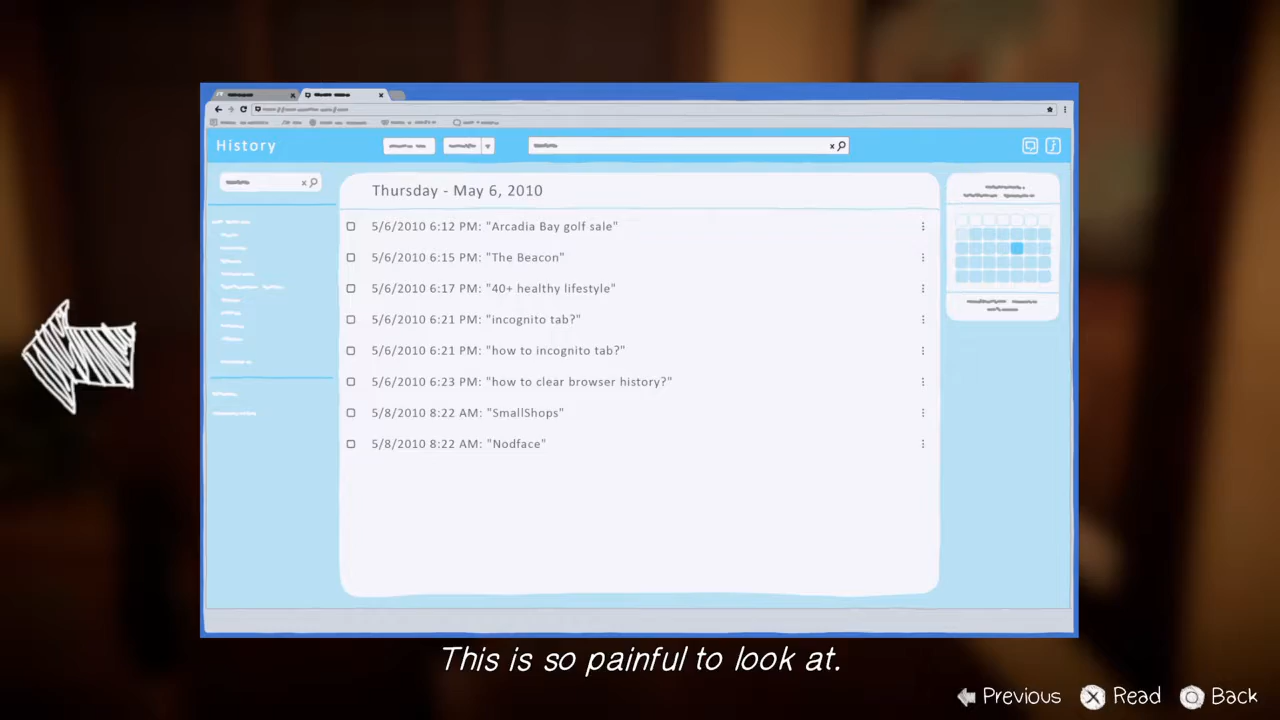 History
Thursday - May 6, 2010
5/6/2010 6:12 PM: "Arcadia Bay golf sale"
5/6/2010 6:15 PM: "The Beacon"
5/6/2010 6:17 PM: "40+ healthy lifestyle"
5/6/2010 6:21 PM: "incognito tab?"
5/6/2010 6:21 PM: "how to incognito tab?"
5/6/2010 6:23 PM: "how to clear browser history?"
5/8/2010 8:22 AM: "SmallShops"
5/8/2010 8:22 AM: "Nodface"
This is so painful to look at.
Previous X Read Back